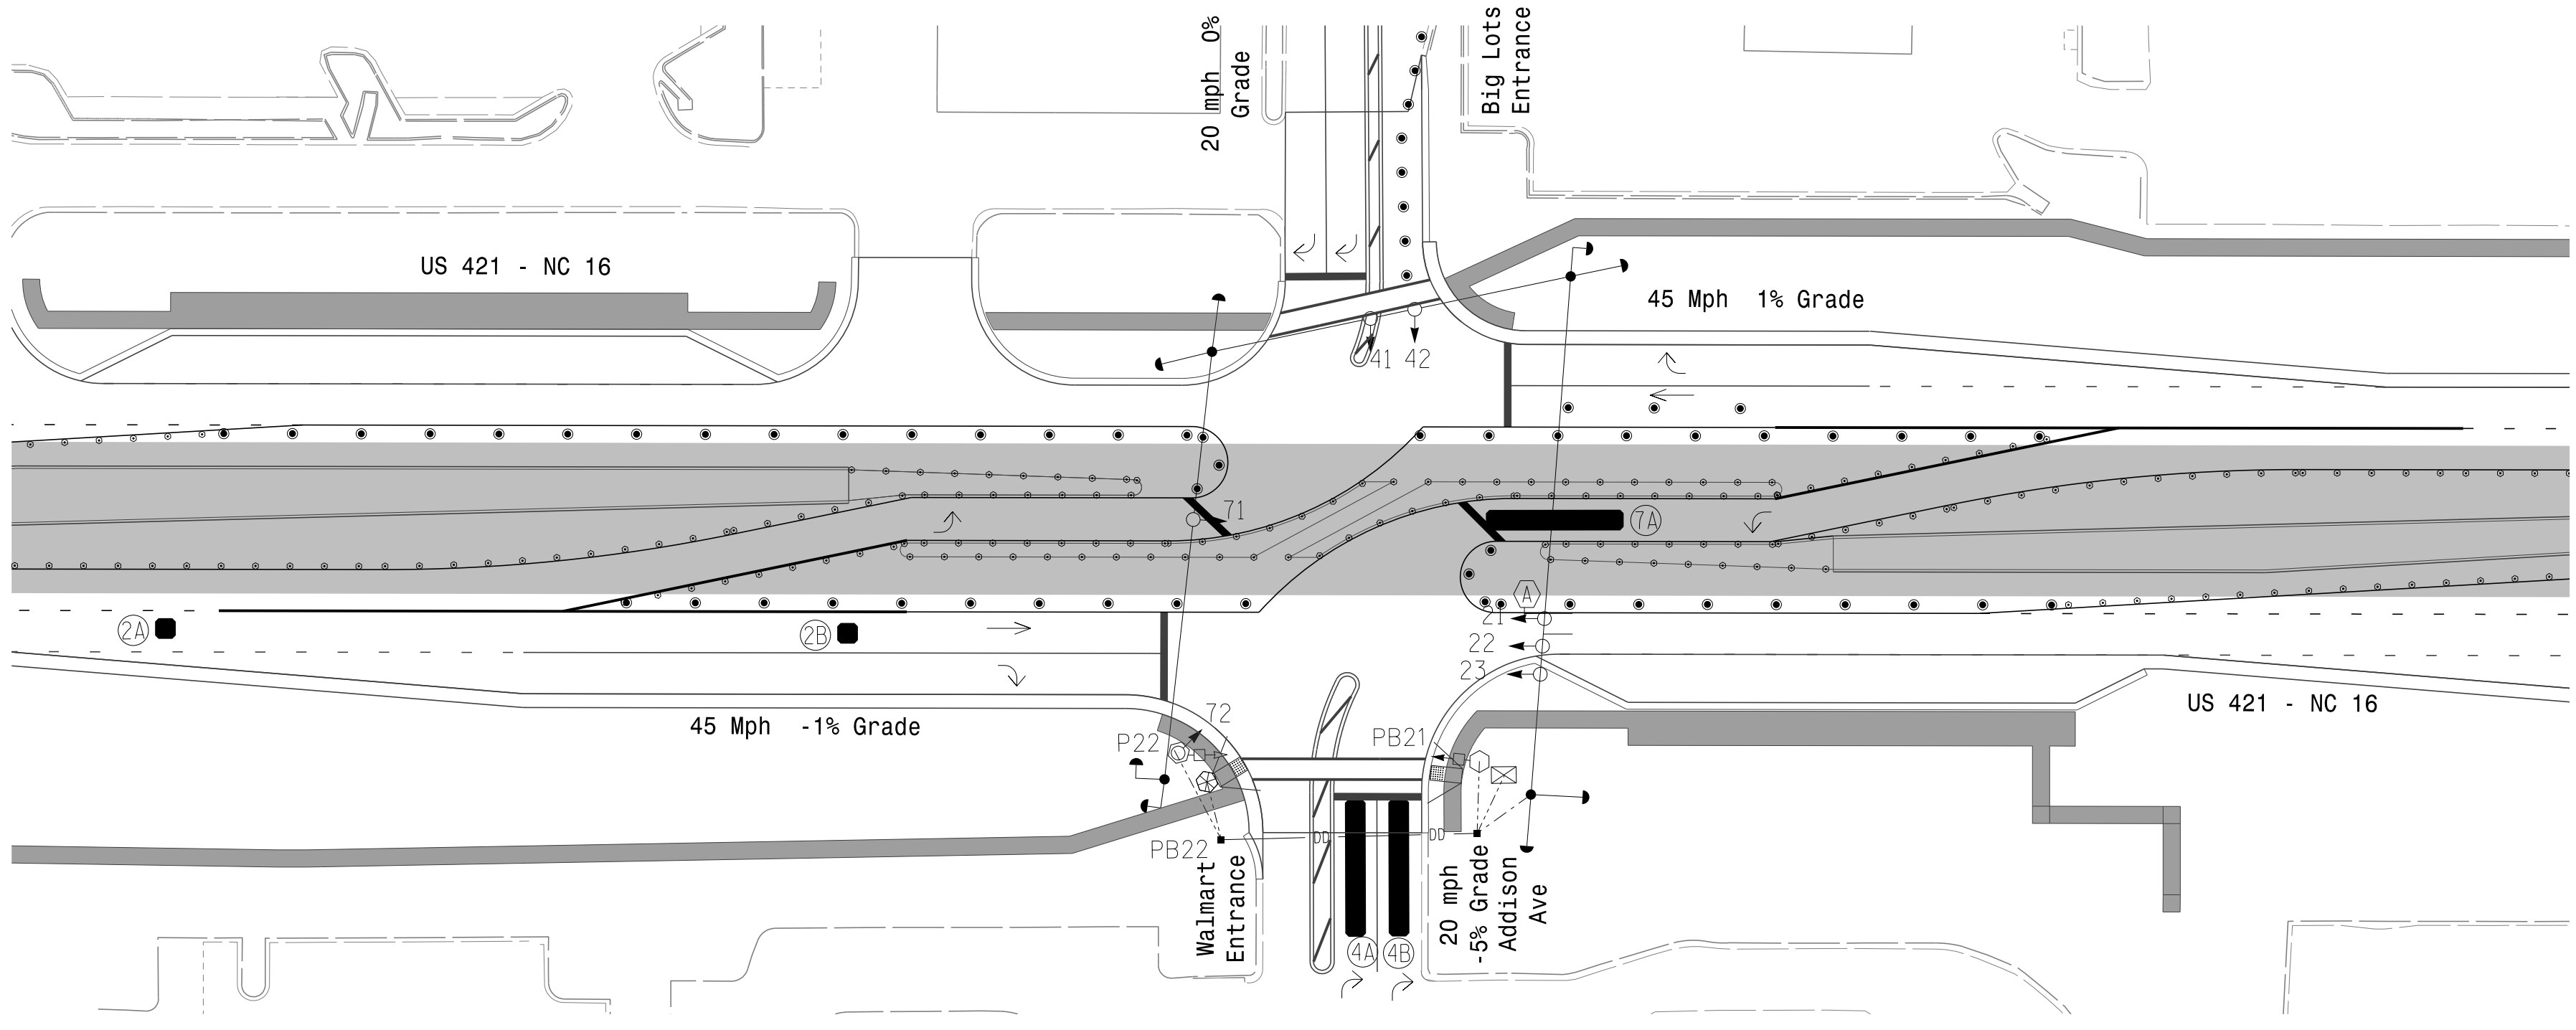 20 mph 0%
Grade
Big Lots
Entrance
US 421 - NC 16
45 Mph 1% Grade
41 42
71
7A
A
21
2A
2B
22
23
US 421 - NC 16
45 Mph -1% Grade
72
P22
PB21
PB22
DD
DD
Walmart
Entrance
20 mph
-5% Grade
Addison
Ave
4A
4B